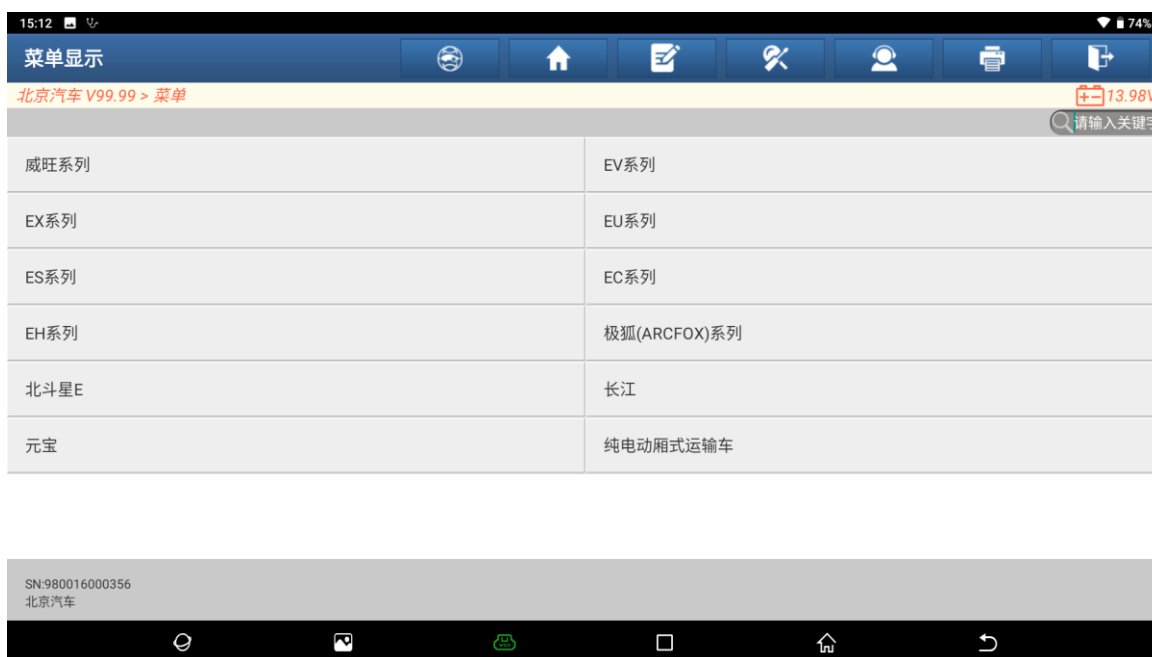 15:12 74%
菜单显示
北京汽车 V99.99 > 菜单 13.98V
请输入关键字
威旺系列 EV系列
EX系列 EU系列
ES系列 EC系列
EH系列 极狐(ARCFOX)系列
北斗星E 长江
元宝 纯电动厢式运输车
SN:980016000356
北京汽车